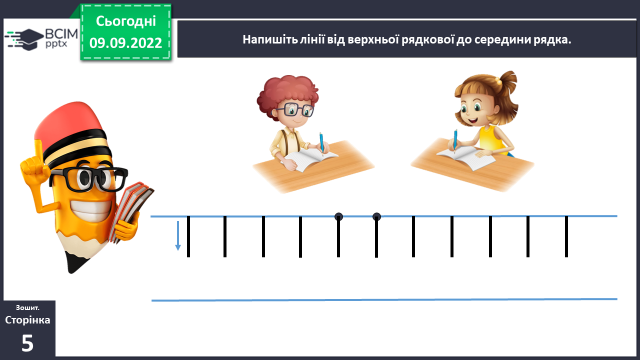 Сьогодні
09.09.2022
ВСІМ
pptx
Напишіть лінії від верхньої рядкової до середини рядка.
Зошит.
Сторінка
5